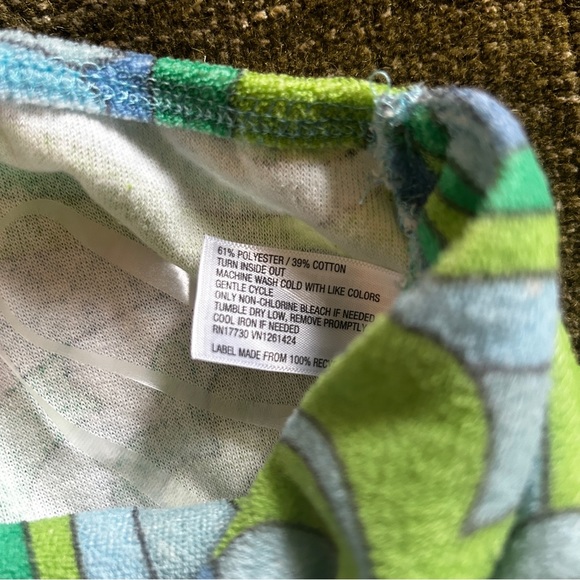 61% POLYESTER / 39% COTTON
TURN INSIDE OUT
MACHINE WASH COLD WITH LIKE COLORS
GENTLE CYCLE
ONLY NON-CHLORINE BLEACH IF NEEDED
TUMBLE DRY LOW, REMOVE PROMPTLY
COOL IRON IF NEEDED
RN17730 VN1261424
LABEL MADE FROM 100%